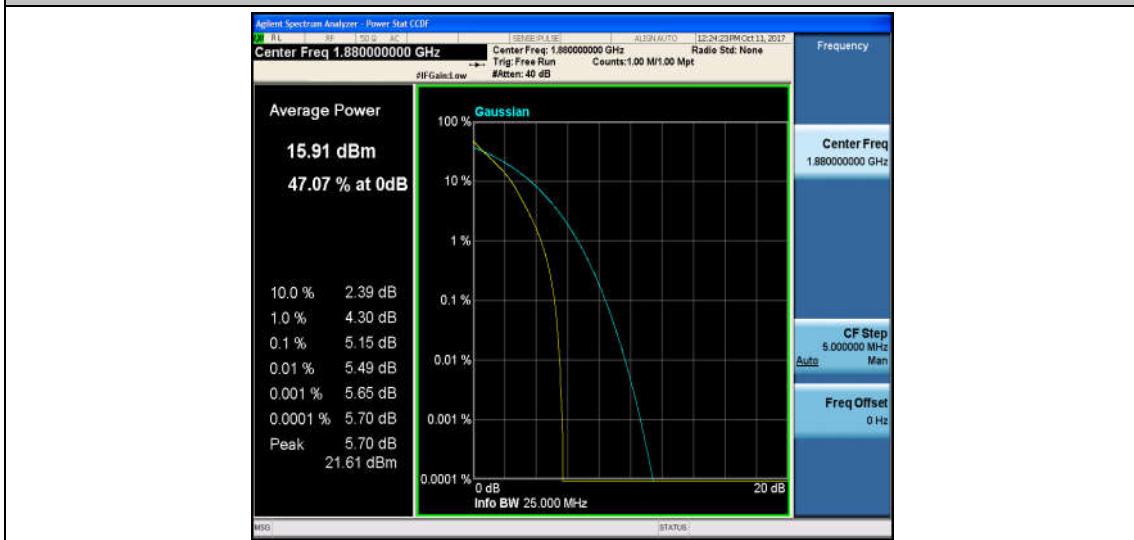 Agilent Spectrum Analyzer - Power Stat CCDF
RL RF 50 Ω AC SENSE:PULSE ALIGN AUTO 12:24:23 PM Oct 11, 2017
Center Freq 1.880000000 GHz
Center Freq: 1.880000000 GHz Radio Std: None
Trig: Free Run Counts:1.00 M/1.00 Mpt
#IFGain:Low #Atten: 40 dB
Frequency
Average Power
15.91 dBm
47.07 % at 0dB
10.0 % 2.39 dB
1.0 % 4.30 dB
0.1 % 5.15 dB
0.01 % 5.49 dB
0.001 % 5.65 dB
0.0001 % 5.70 dB
Peak 5.70 dB
21.61 dBm
Gaussian
100 %
10 %
1 %
0.1 %
0.01 %
0.001 %
0.0001 %
0 dB 20 dB
Info BW 25.000 MHz
Center Freq
1.880000000 GHz
CF Step
5.000000 MHz
Auto Man
Freq Offset
0 Hz
MSG STATUS